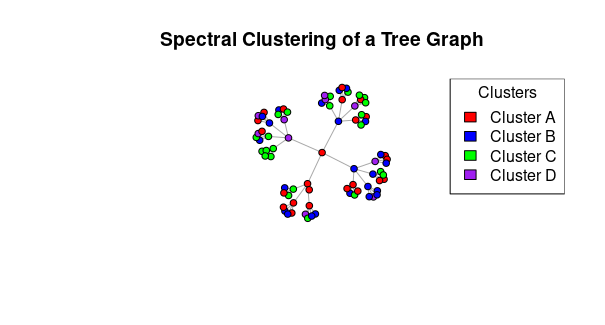 Spectral Clustering of a Tree Graph
Clusters
Cluster A
Cluster B
Cluster C
Cluster D